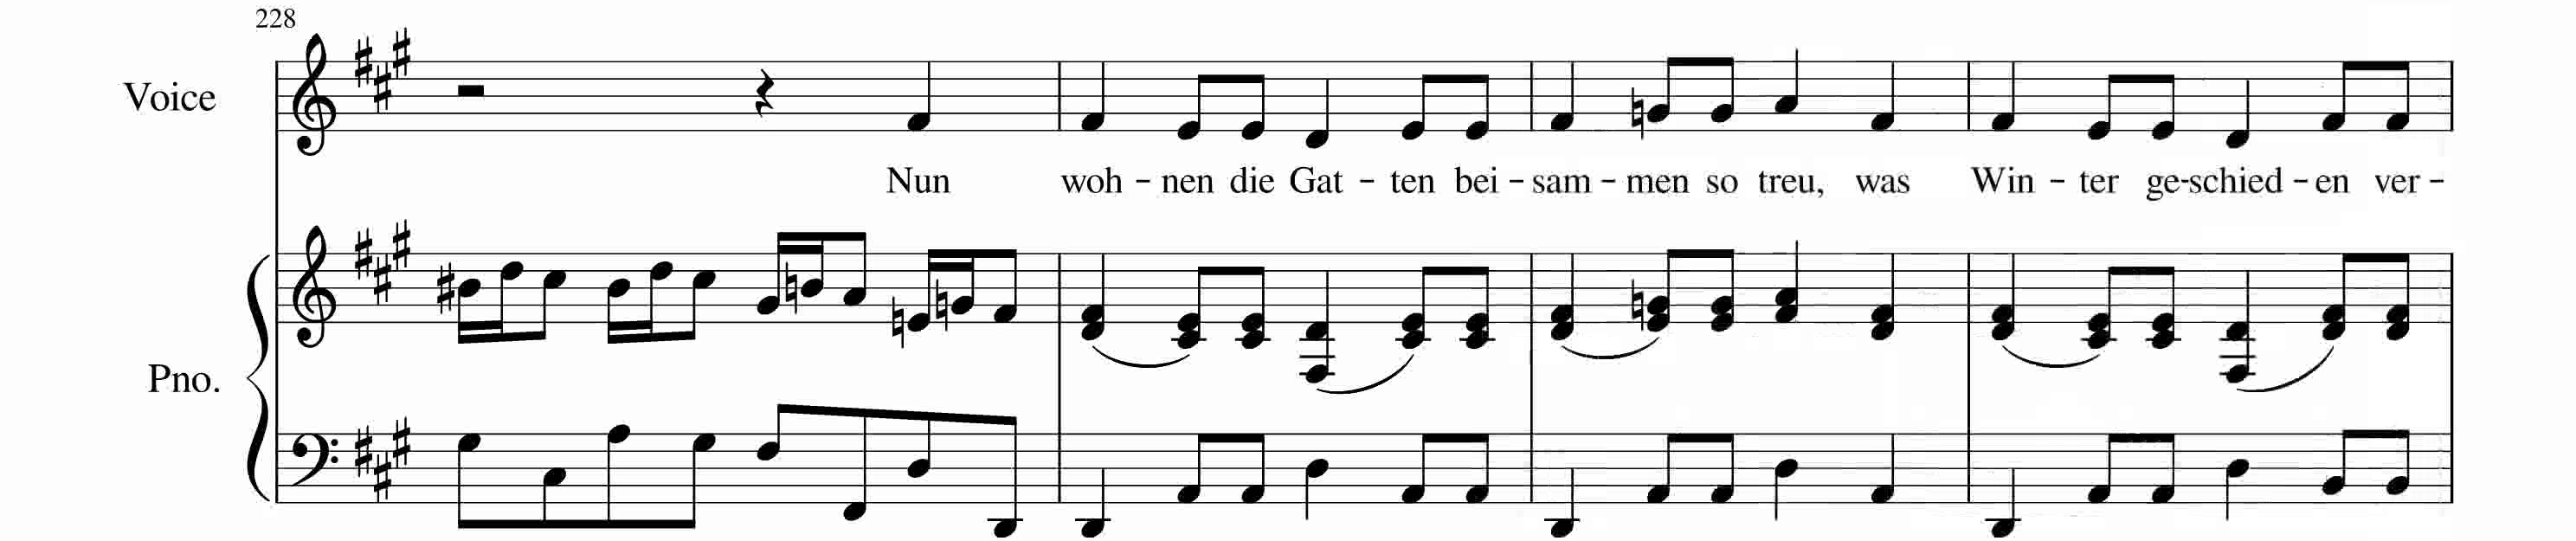 228
Voice
Nun woh - nen die Gat - ten bei - sam - men so treu, was Win - ter ge-schied - en ver -
Pno.